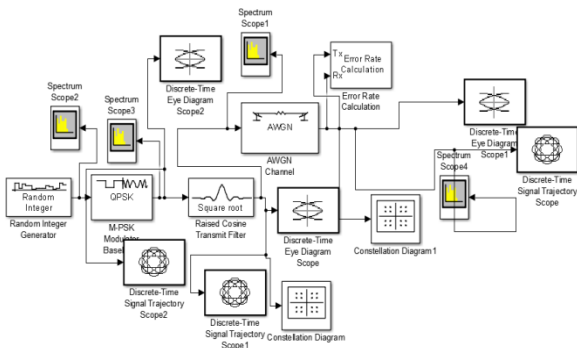 Spectrum
Scope1
Discrete-Time
Eye Diagram
Scope2
Tx
Rx
Error Rate
Calculation
Error Rate
Calculation
Spectrum
Scope2
Spectrum
Scope3
AWGN
AWGN
Channel
Discrete-Time
Eye Diagram
Scope1
Spectrum
Scope4
Discrete-Time
Signal Trajectory
Scope
Random
Integer
Random Integer
Generator
QPSK
M-PSK
Modulator
Square root
Raised Cosine
Transmit Filter
Discrete-Time
Eye Diagram
Scope
Constellation Diagram1
Discrete-Time
Signal Trajectory
Scope2
Discrete-Time
Signal Trajectory
Scope1
Constellation Diagram